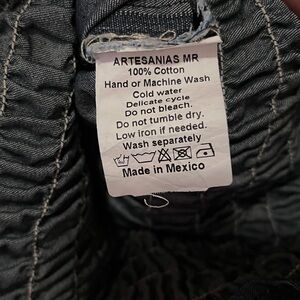 ARTESANIAS MR
100% Cotton
Hand or Machine Wash
Cold water
Delicate cycle
Do not bleach.
Do not tumble dry.
Low iron if needed.
Wash separately
Made in Mexico